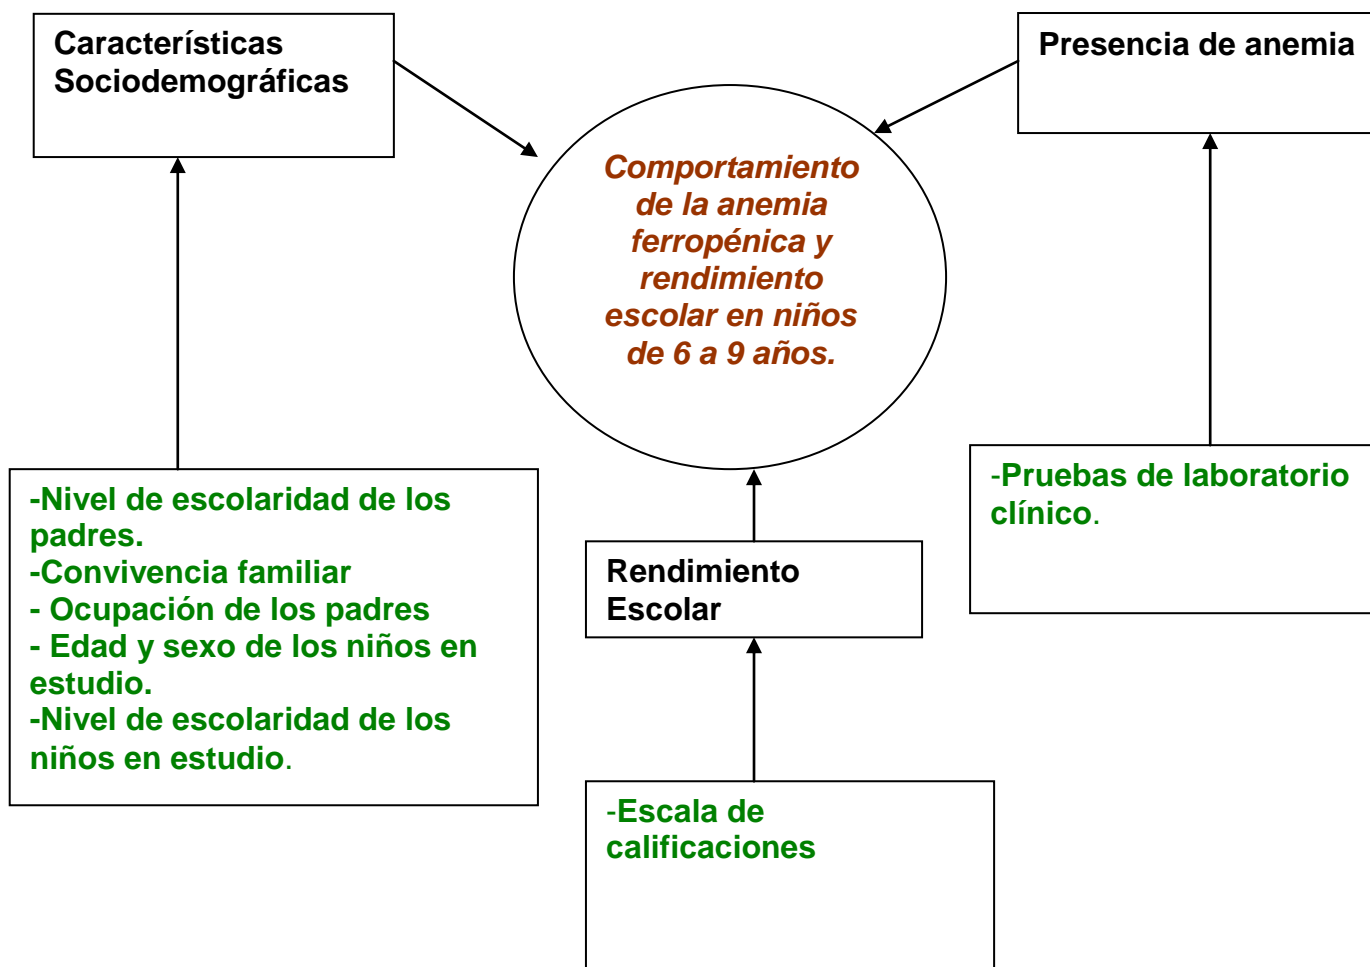 Características
Sociodemográficas
Presencia de anemia
Comportamiento
de la anemia
ferropénica y
rendimiento
escolar en niños
de 6 a 9 años.
-Nivel de escolaridad de los
padres.
-Convivencia familiar
- Ocupación de los padres
- Edad y sexo de los niños en
estudio.
-Nivel de escolaridad de los
niños en estudio.
-Pruebas de laboratorio
clínico.
Rendimiento
Escolar
-Escala de
calificaciones